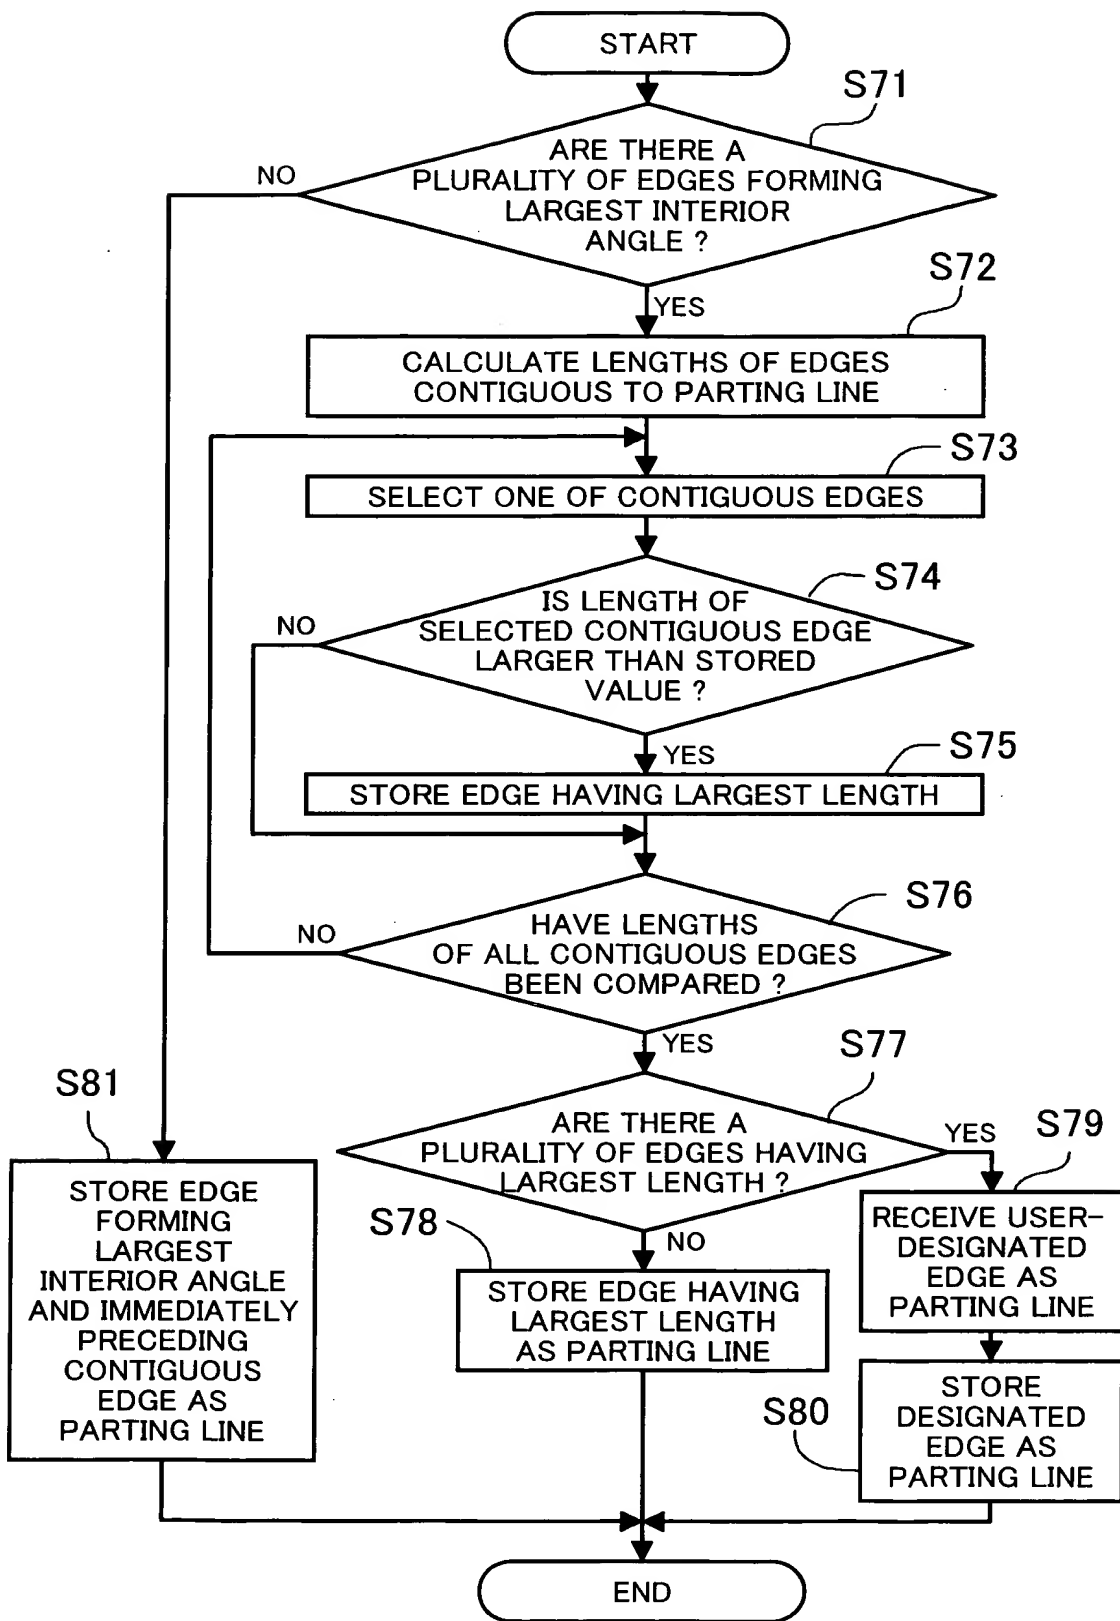 START
S71
ARE THERE A
PLURALITY OF EDGES FORMING
LARGEST INTERIOR
ANGLE ?
NO
YES
S72
CALCULATE LENGTHS OF EDGES
CONTIGUOUS TO PARTING LINE
S73
SELECT ONE OF CONTIGUOUS EDGES
S74
IS LENGTH OF
SELECTED CONTIGUOUS EDGE
LARGER THAN STORED
VALUE ?
NO
YES
S75
STORE EDGE HAVING LARGEST LENGTH
S76
HAVE LENGTHS
OF ALL CONTIGUOUS EDGES
BEEN COMPARED ?
NO
YES
S77
ARE THERE A
PLURALITY OF EDGES HAVING
LARGEST LENGTH ?
YES
NO
S78
STORE EDGE HAVING
LARGEST LENGTH
AS PARTING LINE
S79
RECEIVE USER-
DESIGNATED
EDGE AS
PARTING LINE
S80
STORE
DESIGNATED
EDGE AS
PARTING LINE
S81
STORE EDGE
FORMING
LARGEST
INTERIOR ANGLE
AND IMMEDIATELY
PRECEDING
CONTIGUOUS
EDGE AS
PARTING LINE
END